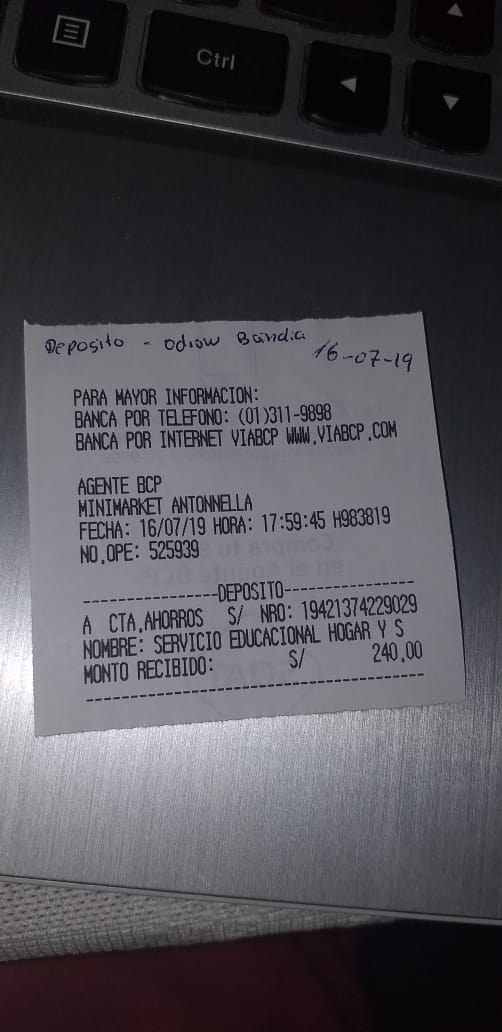 Ctrl
Deposito - Odiow Bandia
16-07-19
PARA MAYOR INFORMACION:
BANCA POR TELEFONO: (01)311-9898
BANCA POR INTERNET VIABCP WWW.VIABCP.COM
AGENTE BCP
MINIMARKET ANTONNELLA
FECHA: 16/07/19 HORA: 17:59:45 H983819
NO.OPE: 525939
------------------DEPOSITO-----------------
A CTA.AHORROS S/ NRO: 19421374229029
NOMBRE: SERVICIO EDUCACIONAL HOGAR Y S
MONTO RECIBIDO: S/ 240.00